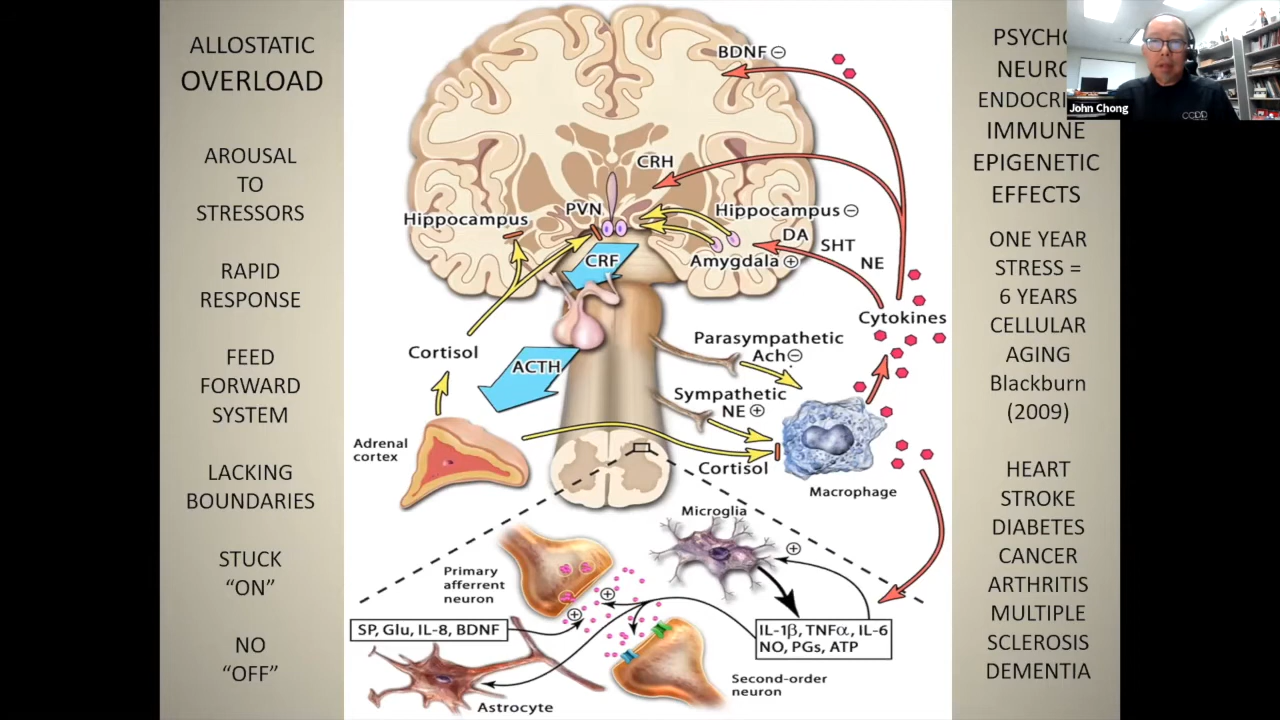 ALLOSTATIC
OVERLOAD
AROUSAL
TO
STRESSORS
RAPID
RESPONSE
FEED
FORWARD
SYSTEM
LACKING
BOUNDARIES
STUCK
“ON”
NO
“OFF”
BDNF ⊖
CRH
Hippocampus
PVN
Hippocampus ⊖
DA
SHT
NE
CRF
Amygdala ⊕
Cytokines
Cortisol
Parasympathetic
Ach ⊖
ACTH
Sympathetic
NE ⊕
Adrenal
cortex
Cortisol
Macrophage
Microglia
⊕
Primary
afferrent
neuron
⊕
⊕
SP, Glu, IL-8, BDNF
IL-1β, TNFα, IL-6
NO, PGs, ATP
Second-order
neuron
Astrocyte
John Chong
IMMUNE
EPIGENETIC
EFFECTS
ONE YEAR
STRESS =
6 YEARS
CELLULAR
AGING
Blackburn
(2009)
HEART
STROKE
DIABETES
CANCER
ARTHRITIS
MULTIPLE
SCLEROSIS
DEMENTIA